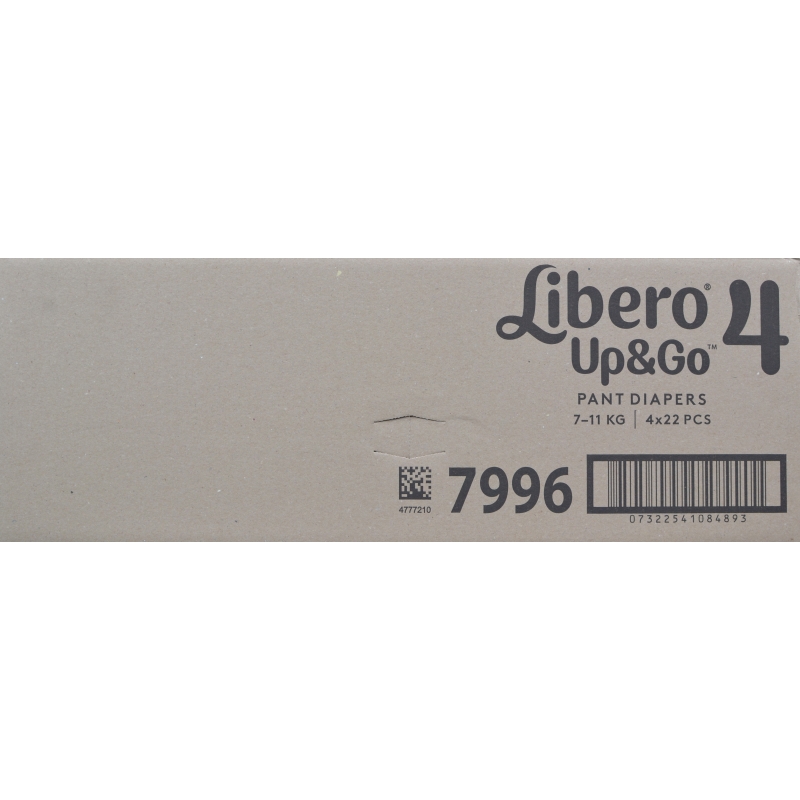 Libero® 4
Up&Go™
PANT DIAPERS
7–11 KG | 4x22 PCS
7996
4777210
07322541084893